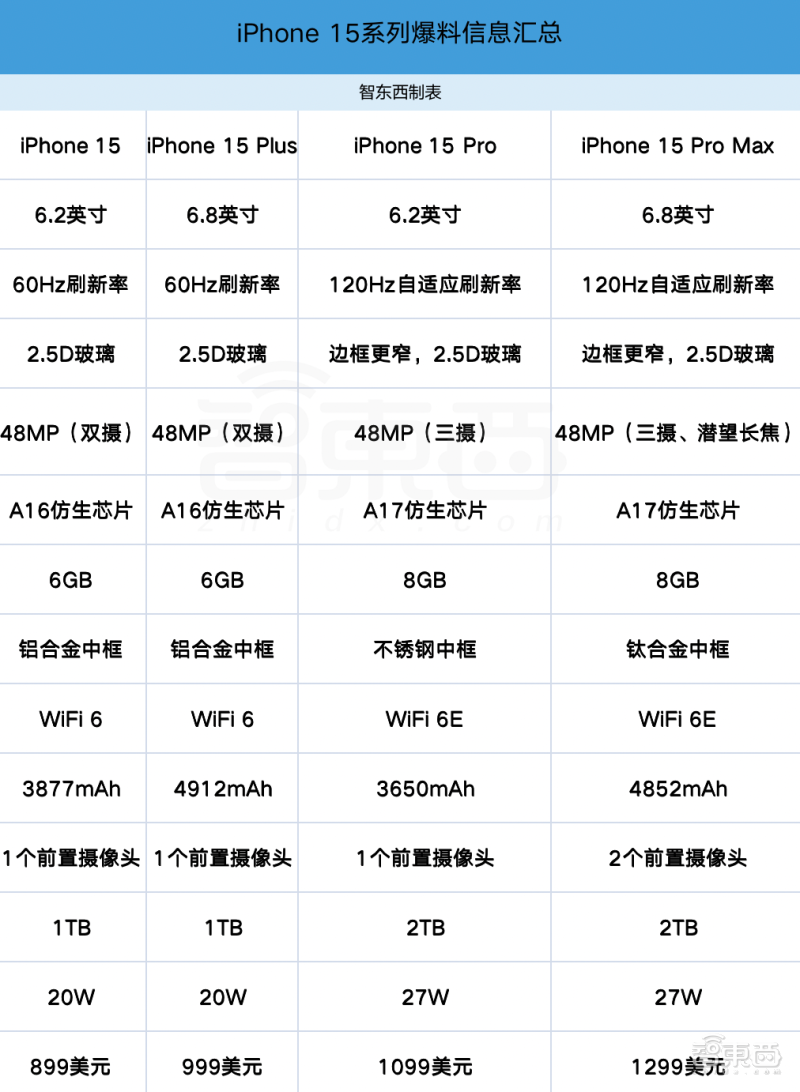 iPhone 15系列爆料信息汇总
智东西制表
iPhone 15 iPhone 15 Plus iPhone 15 Pro iPhone 15 Pro Max
6.2英寸 6.8英寸 6.2英寸 6.8英寸
60Hz刷新率 60Hz刷新率 120Hz自适应刷新率 120Hz自适应刷新率
2.5D玻璃 2.5D玻璃 边框更窄，2.5D玻璃 边框更窄，2.5D玻璃
48MP（双摄） 48MP（双摄） 48MP（三摄） 48MP（三摄、潜望长焦）
智東西
A16仿生芯片 A16仿生芯片 A17仿生芯片 A17仿生芯片
zhidx.com
6GB 6GB 8GB 8GB
铝合金中框 铝合金中框 不锈钢中框 钛合金中框
WiFi 6 WiFi 6 WiFi 6E WiFi 6E
3877mAh 4912mAh 3650mAh 4852mAh
1个前置摄像头 1个前置摄像头 1个前置摄像头 2个前置摄像头
1TB 1TB 2TB 2TB
20W 20W 27W 27W
899美元 999美元 1099美元 1299美元
智東西
zhidx.com